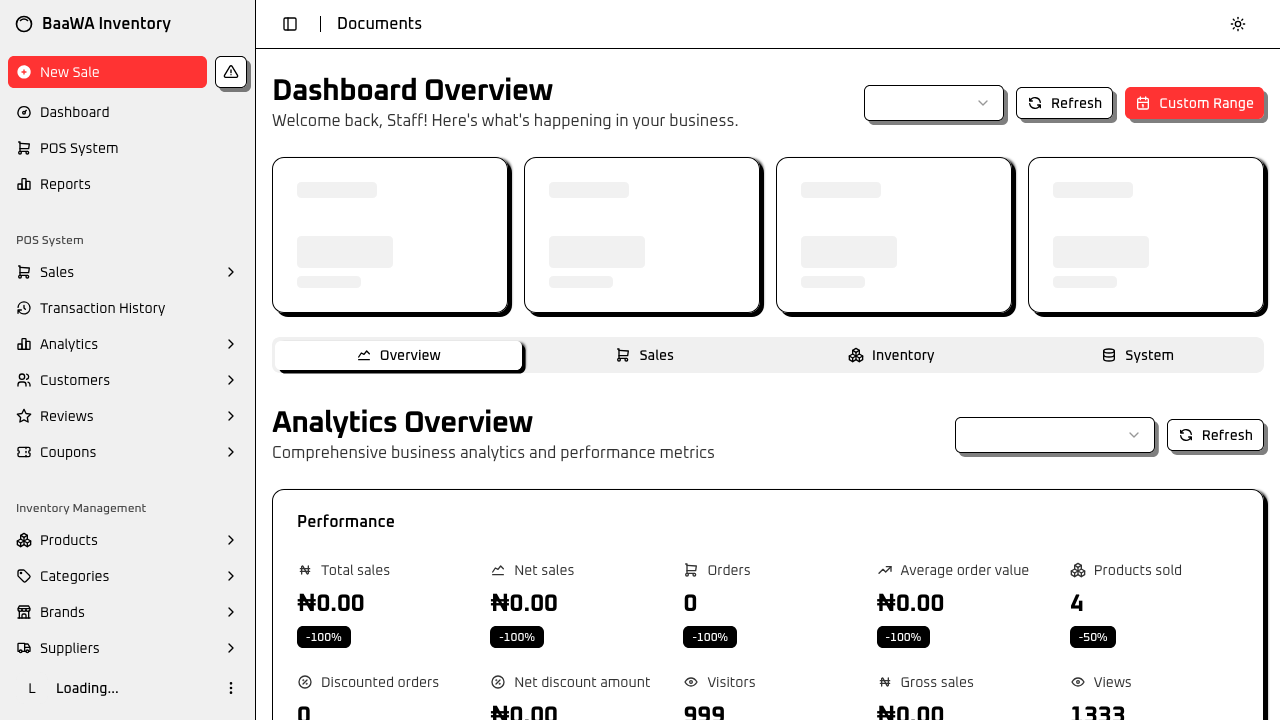 BaaWA Inventory
Documents
New Sale
Dashboard
POS System
Reports
POS System
Sales
Transaction History
Analytics
Customers
Reviews
Coupons
Inventory Management
Products
Categories
Brands
Suppliers
L Loading...
Dashboard Overview
Welcome back, Staff! Here's what's happening in your business.
Refresh
Custom Range
Overview
Sales
Inventory
System
Analytics Overview
Comprehensive business analytics and performance metrics
Refresh
Performance
₦ Total sales
Net sales
Orders
Average order value
Products sold
₦0.00
₦0.00
0
₦0.00
4
-100%
-100%
-100%
-100%
-50%
Discounted orders
Net discount amount
Visitors
₦ Gross sales
Views
0
₦0.00
999
₦0.00
1333